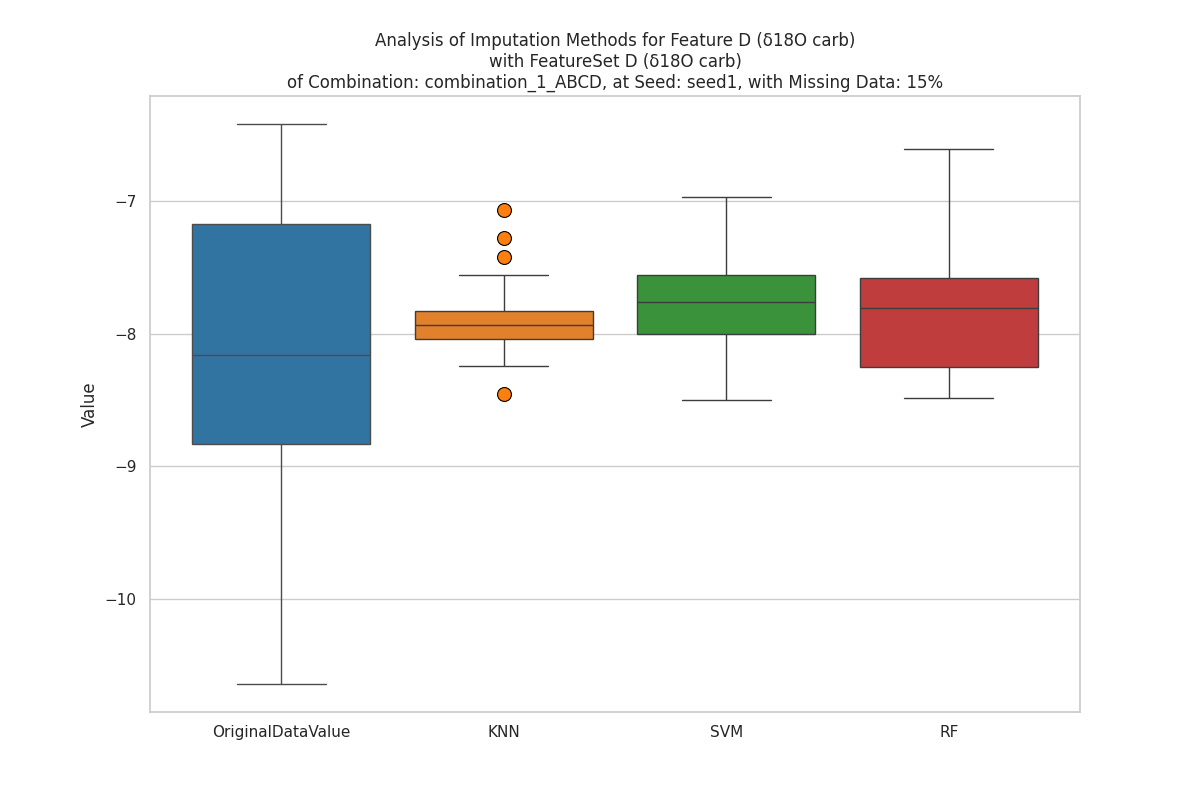 Analysis of Imputation Methods for Feature D (δ18O carb)
with FeatureSet D (δ18O carb)
of Combination: combination_1_ABCD, at Seed: seed1, with Missing Data: 15%
Value
−7
−8
−9
−10
OriginalDataValue
KNN
SVM
RF